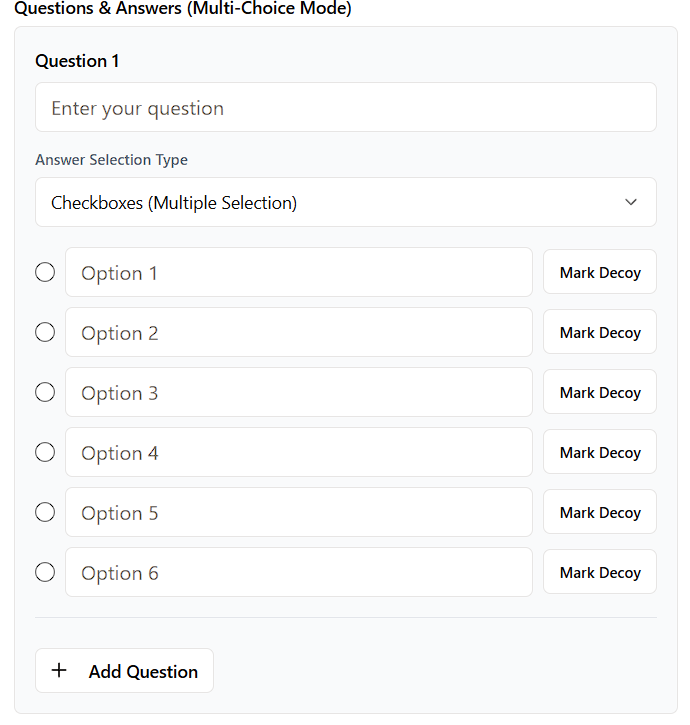 Questions & Answers (Multi-Choice Mode)
Question 1
Enter your question
Answer Selection Type
Checkboxes (Multiple Selection)
Option 1 Mark Decoy
Option 2 Mark Decoy
Option 3 Mark Decoy
Option 4 Mark Decoy
Option 5 Mark Decoy
Option 6 Mark Decoy
+ Add Question